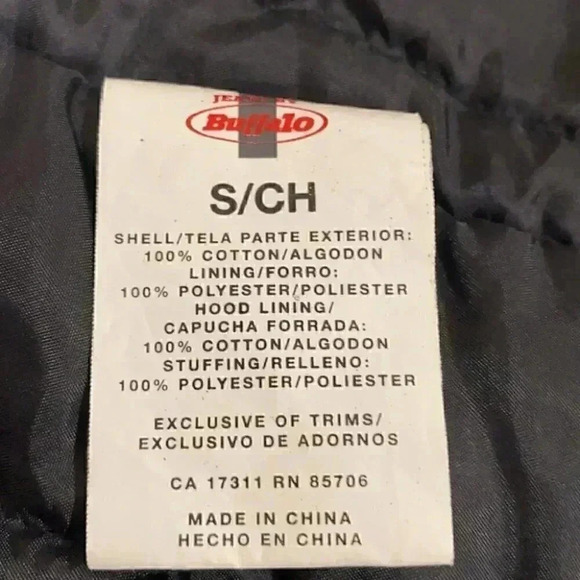 Buffalo
S/CH
SHELL/TELA PARTE EXTERIOR:
100% COTTON/ALGODON
LINING/FORRO:
100% POLYESTER/POLIESTER
HOOD LINING/
CAPUCHA FORRADA:
100% COTTON/ALGODON
STUFFING/RELLENO:
100% POLYESTER/POLIESTER
EXCLUSIVE OF TRIMS/
EXCLUSIVO DE ADORNOS
CA 17311 RN 85706
MADE IN CHINA
HECHO EN CHINA